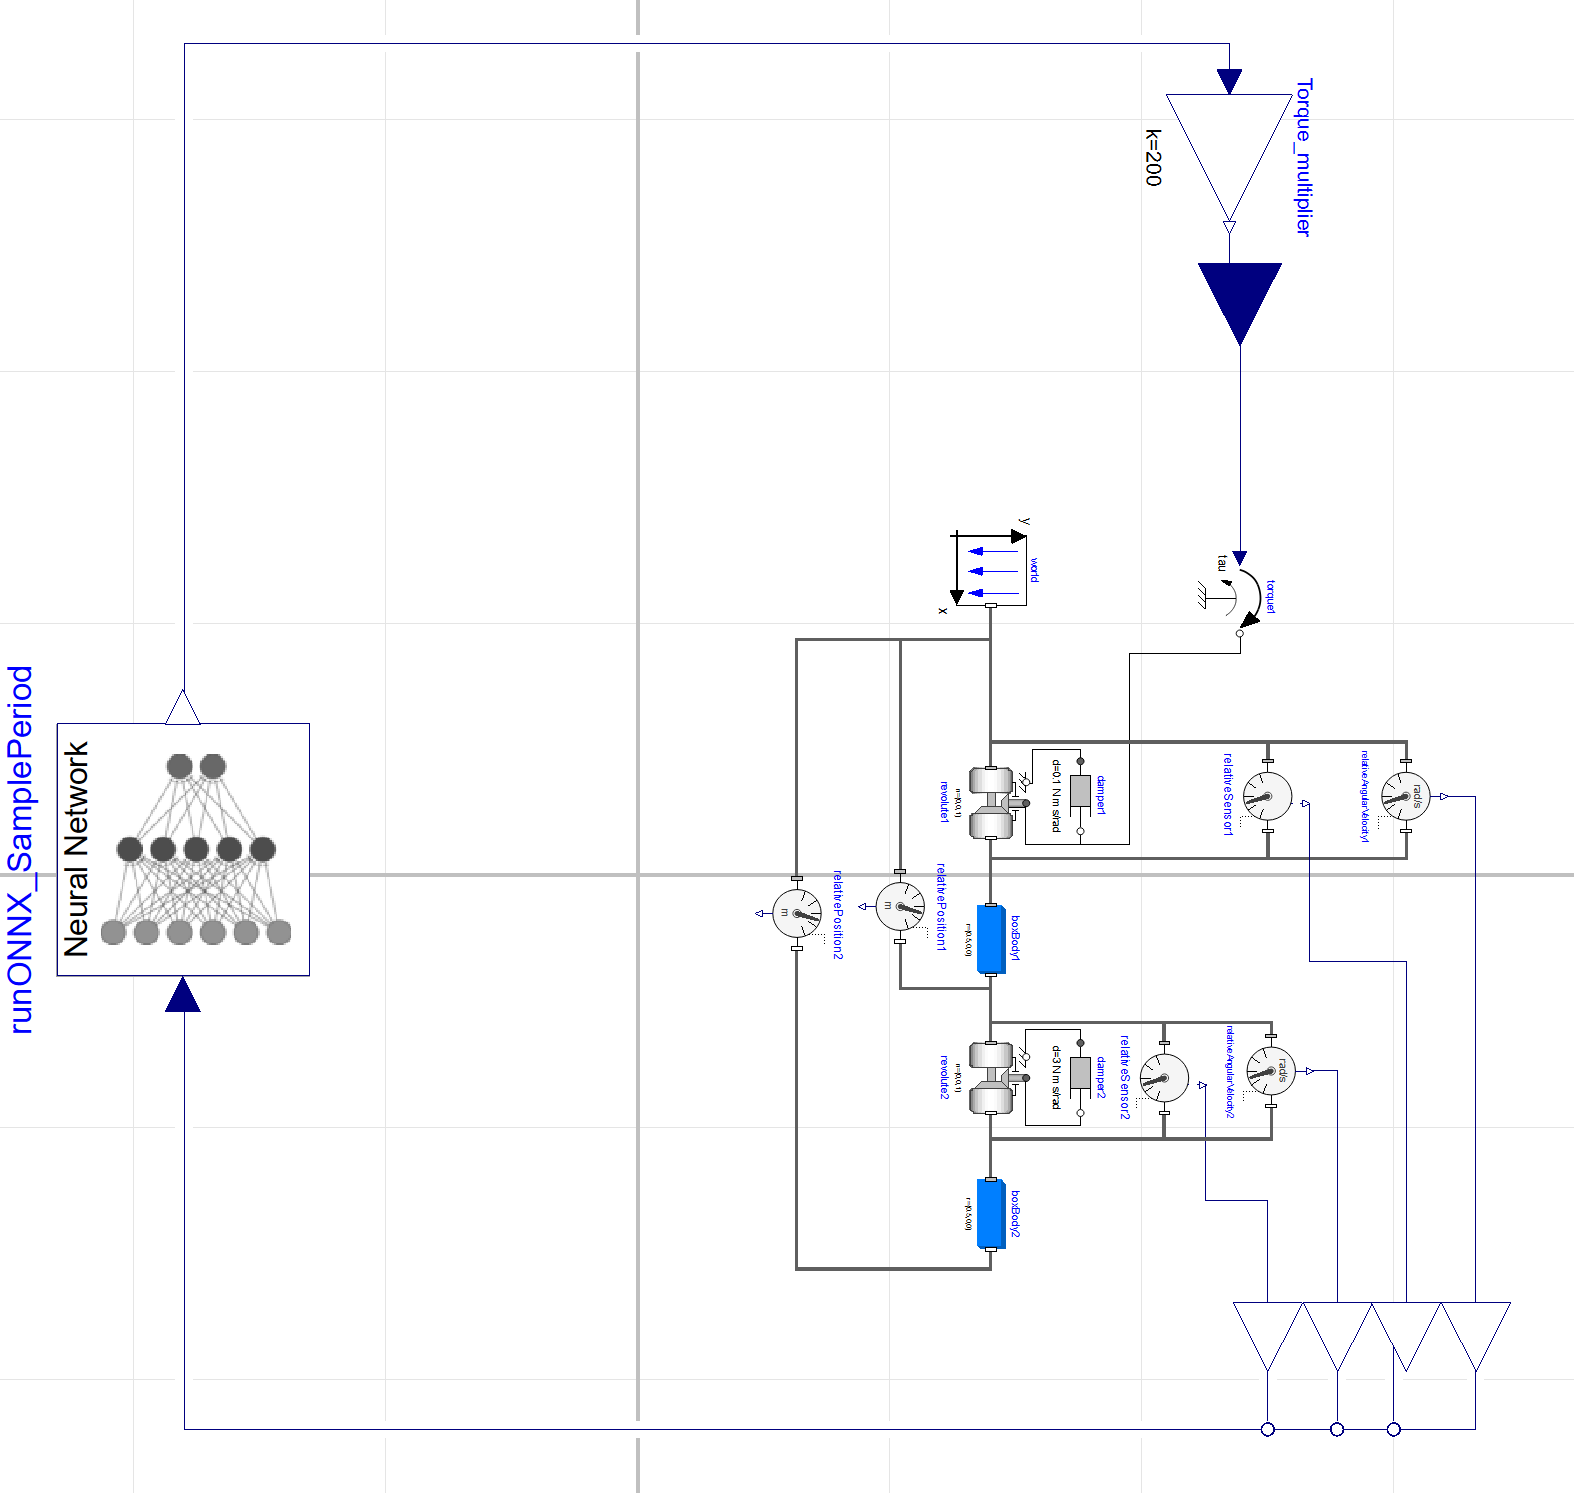 Torque_multiplier
k=200
tau
torque1
y
world
x
relativeAngularVelocity1
rad/s
relativeSensor1
damper1
d=0.1 N m s/rad
n={0,0,1}
revolute1
runONNX_SamplePeriod
Neural Network
relativePosition1
m
relativePosition2
m
boxBody1
r={0.5,0,0}
relativeAngularVelocity2
rad/s
relativeSensor2
damper2
d=3 N m s/rad
n={0,0,1}
revolute2
boxBody2
r={0.5,0,0}